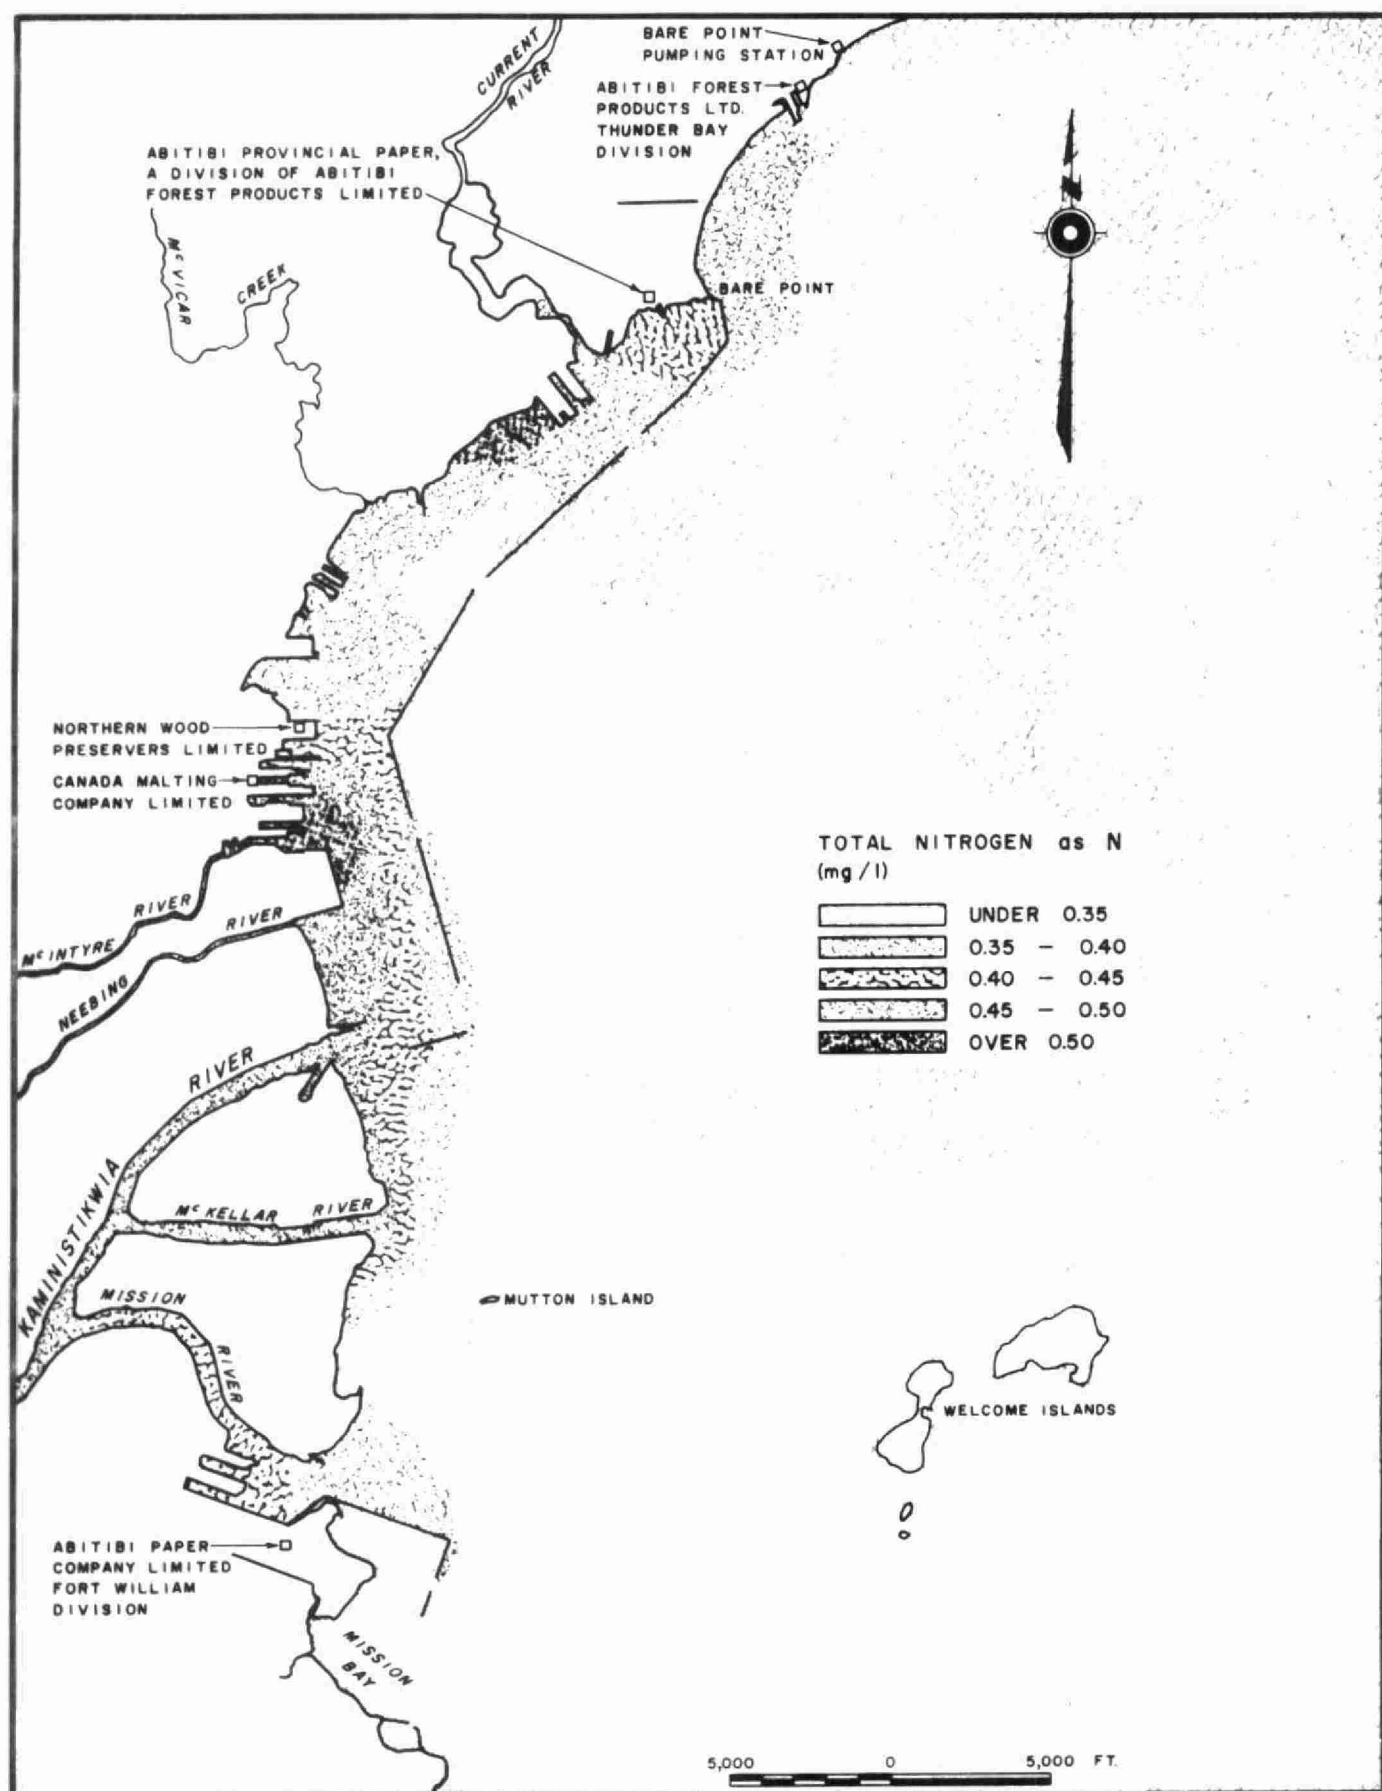 BARE POINT
PUMPING STATION
CURRENT
RIVER
ABITIBI FOREST
PRODUCTS LTD.
THUNDER BAY
DIVISION
ABITIBI PROVINCIAL PAPER,
A DIVISION OF ABITIBI
FOREST PRODUCTS LIMITED
N
McVICAR
CREEK
BARE POINT
NORTHERN WOOD
PRESERVERS LIMITED
CANADA MALTING
COMPANY LIMITED
TOTAL NITROGEN as N
(mg/l)
UNDER 0.35
0.35 – 0.40
0.40 – 0.45
0.45 – 0.50
OVER 0.50
McINTYRE RIVER
NEEBING RIVER
KAMINISTIKWIA RIVER
McKELLAR RIVER
MISSION
RIVER
MUTTON ISLAND
WELCOME ISLANDS
ABITIBI PAPER
COMPANY LIMITED
FORT WILLIAM
DIVISION
MISSION
BAY
5,000 0 5,000 FT.